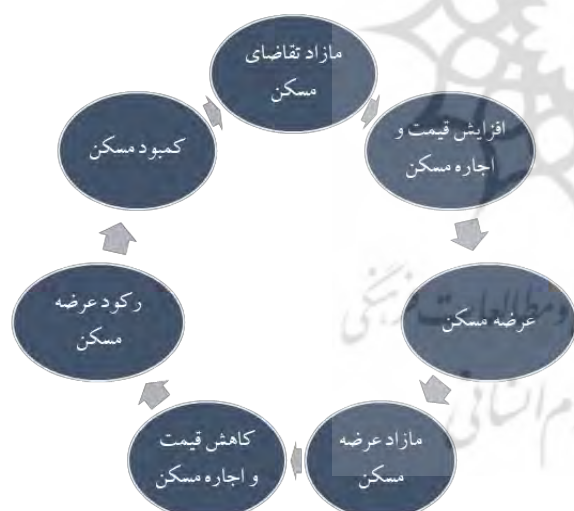 مازاد تقاضای
مسکن
افزایش قیمت و
اجاره مسکن
عرضه مسکن
مازاد عرضه
مسکن
کاهش قیمت
و اجاره مسکن
رکود عرضه
مسکن
کمبود مسکن